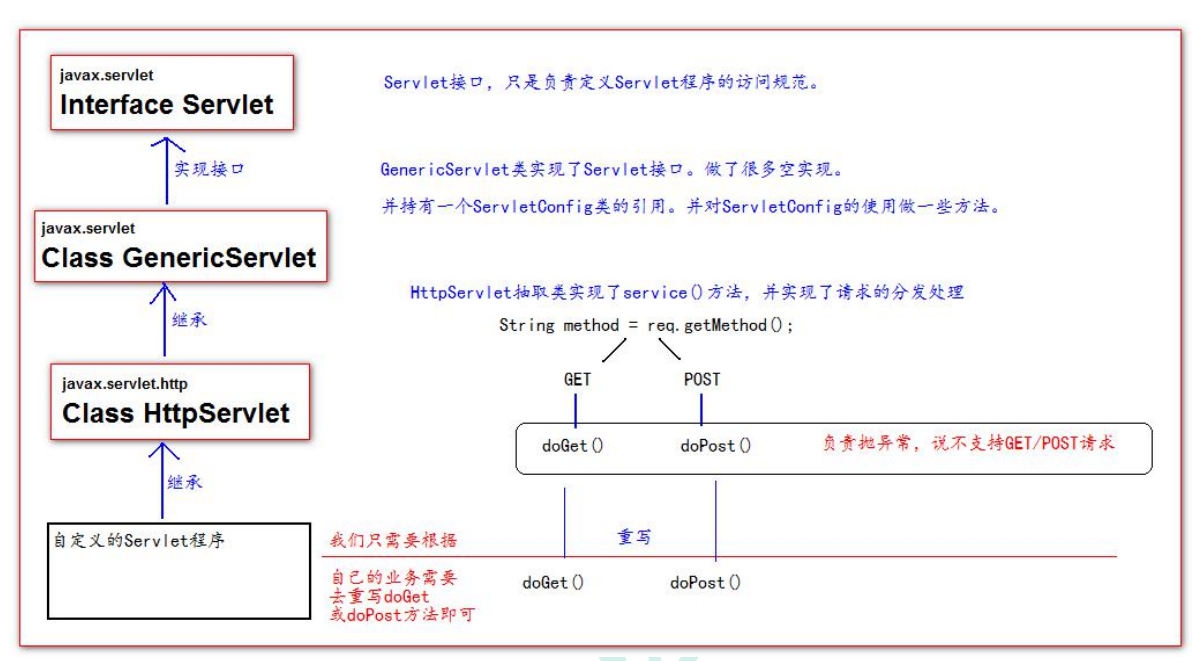 javax.servlet
Interface Servlet
Servlet接口，只是负责定义Servlet程序的访问规范。
实现接口
GenericServlet类实现了Servlet接口。做了很多空实现。
并持有一个ServletConfig类的引用。并对ServletConfig的使用做一些方法。
javax.servlet
Class GenericServlet
继承
HttpServlet抽取类实现了service()方法，并实现了请求的分发处理
String method = req.getMethod();
GET
POST
javax.servlet.http
Class HttpServlet
doGet()
doPost()
负责抛异常，说不支持GET/POST请求
继承
自定义的Servlet程序
我们只需要根据
重写
自己的业务需要
去重写doGet
或doPost方法即可
doGet()
doPost()